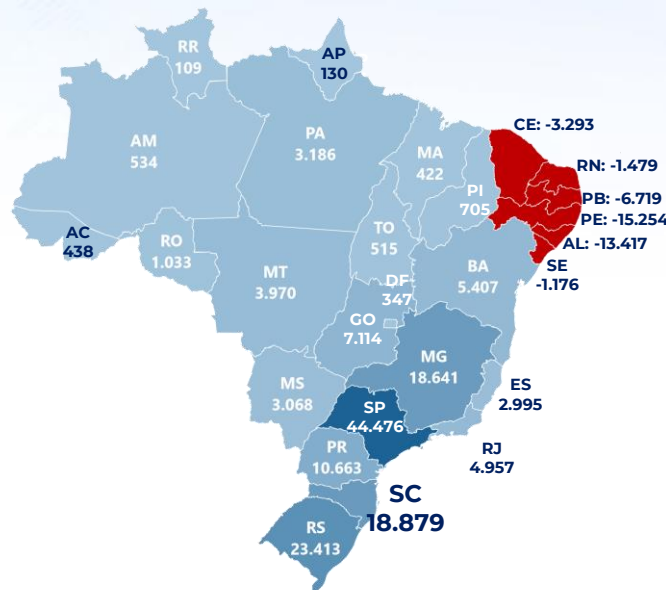 RR
109
AP
130
CE: -3.293
AM
534
PA
3.186
MA
422
RN: -1.479
PI
705
PB: -6.719
PE: -15.254
AL: -13.417
SE
-1.176
AC
438
RO
1.033
TO
515
MT
3.970
BA
5.407
DF
347
GO
7.114
MG
18.641
ES
2.995
MS
3.068
SP
44.476
RJ
4.957
PR
10.663
SC
18.879
RS
23.413